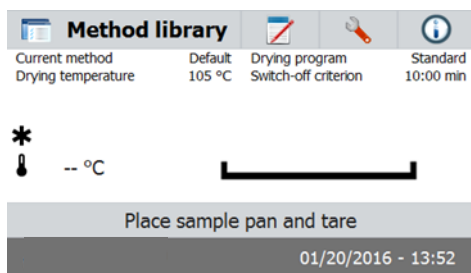 Method library
Current method Default Drying program Standard
Drying temperature 105 °C Switch-off criterion 10:00 min
-- °C
Place sample pan and tare
01/20/2016 - 13:52